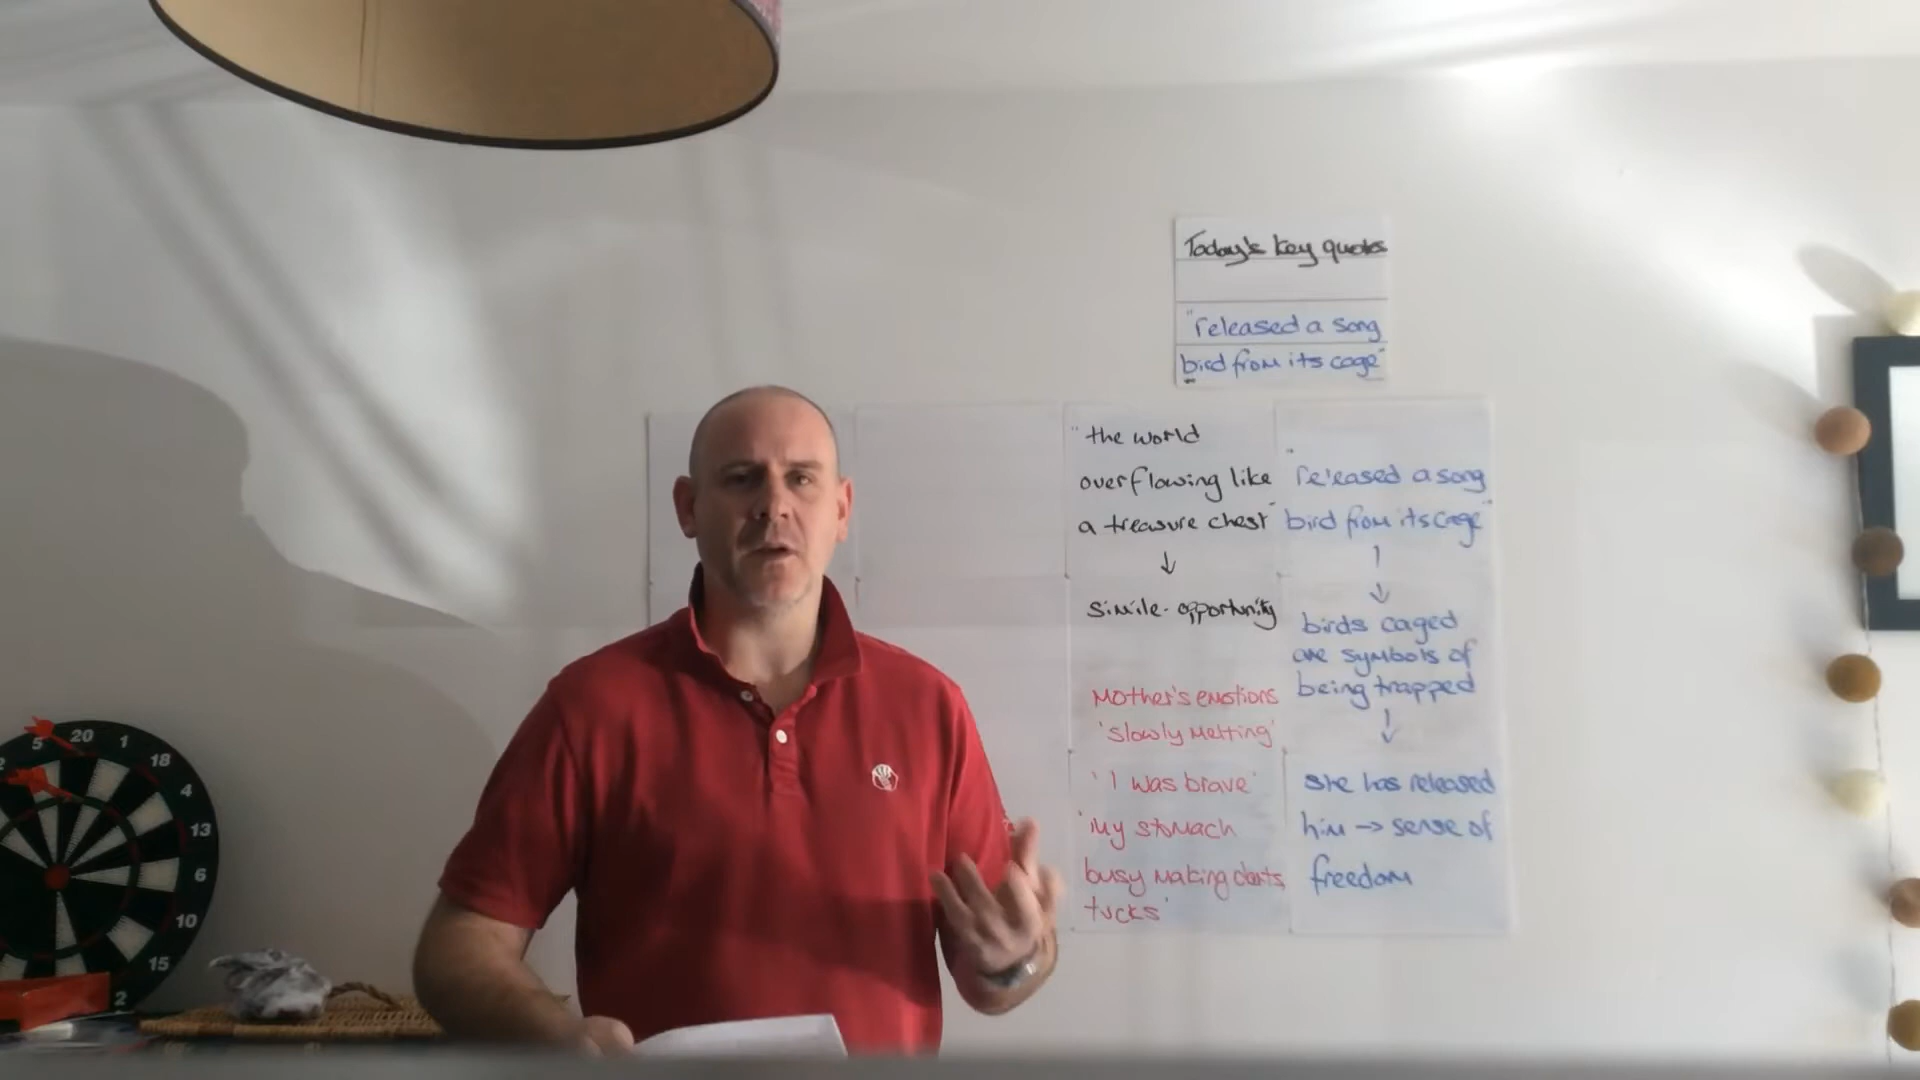 Today's key quotes
"released a song
bird from its cage"
"the world
overflowing like
a treasure chest"
↓
simile - opportunity
Mother's emotions
'slowly melting'
'I was brave'
'My stomach
busy making
tucks'
"released a song
bird from its cage"
↓
birds caged
are symbols of
being trapped
↓
she has released
him → sense of
freedom
5 20 1
18
4
13
6
10
15
2